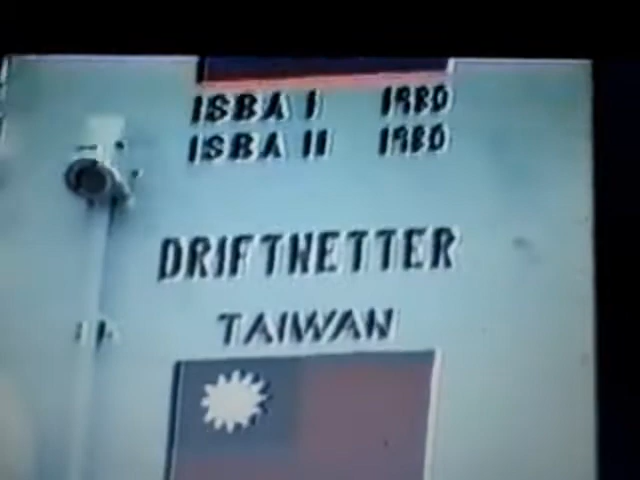 ISBA I 1980
ISBA II 1980
DRIFTNETTER
TAIWAN